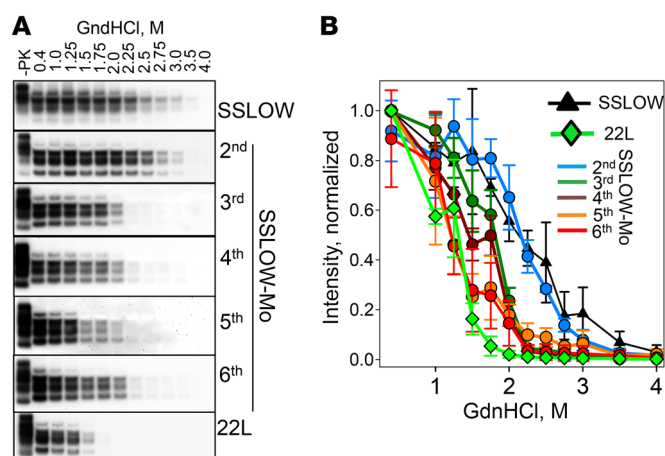 A
GndHCl, M
-PK 0.4 1.0 1.25 1.5 1.75 2.0 2.25 2.5 2.75 3.0 3.5 4.0
SSLOW
2nd
3rd
4th
5th
6th
SSLOW-Mo
22L
B
Intensity, normalized
1.0
0.8
0.6
0.4
0.2
0.0
1 2 3 4
GdnHCl, M
SSLOW
22L
2nd
3rd
4th
5th
6th
SSLOW-Mo